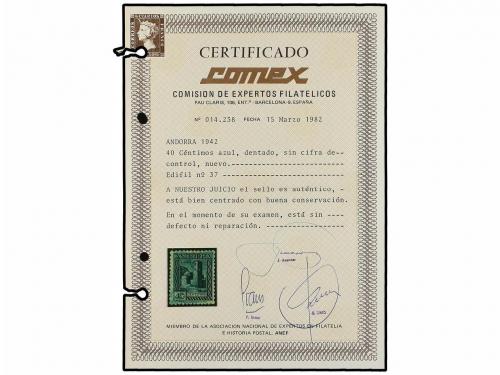 CERTIFICADO
comex
COMISION DE EXPERTOS FILATELICOS
PAU CLARIS, 106, ENT.º - BARCELONA-9. ESPAÑA
Nº 014.238 FECHA 15 Marzo 1982
ANDORRA 1942
40 Céntimos azul, dentado, sin cifra de-
control, nuevo.
Edifil nº 37
A NUESTRO JUICIO el sello es auténtico, -
está bien centrado con buena conservación.
En el momento de su examen, está sin
defecto ni reparación.
MIEMBRO DE LA ASOCIACION NACIONAL DE EXPERTOS DE FILATELIA
E HISTORIA POSTAL. ANEF